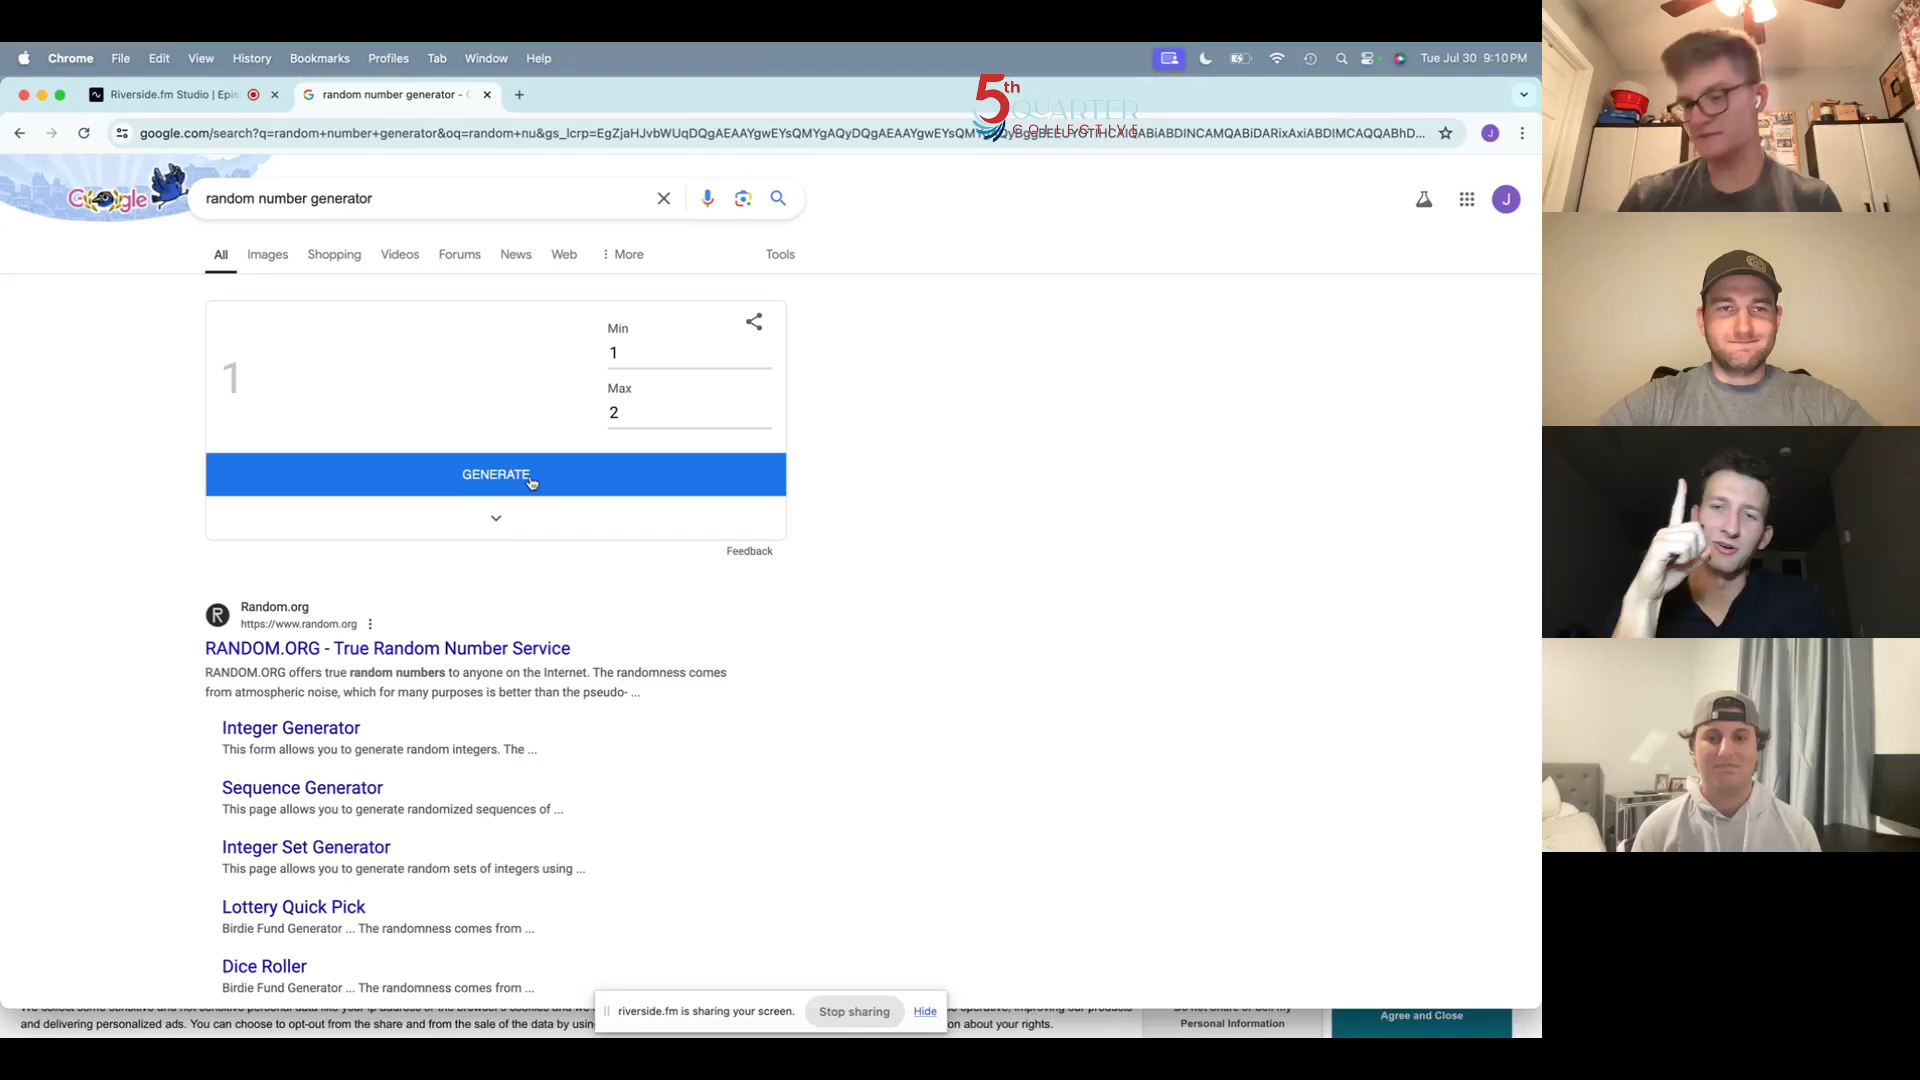 Chrome File Edit View History Bookmarks Profiles Tab Window Help Tue Jul 30 9:10 PM
Riverside.fm Studio | Epis random number generator - G
5th
QUARTER
COLLECTIVE
random number generator
Google
J
All Images Shopping Videos Forums News Web More Tools
1
Min
1
Max
2
GENERATE
Feedback
R
Random.org
https://www.random.org
RANDOM.ORG - True Random Number Service
RANDOM.ORG offers true random numbers to anyone on the Internet. The randomness comes
from atmospheric noise, which for many purposes is better than the pseudo- ...
Integer Generator
This form allows you to generate random integers. The ...
Sequence Generator
This page allows you to generate randomized sequences of ...
Integer Set Generator
This page allows you to generate random sets of integers using ...
Lottery Quick Pick
Birdie Fund Generator ... The randomness comes from ...
Dice Roller
Birdie Fund Generator ... The randomness comes from ...
riverside.fm is sharing your screen. Stop sharing Hide
and delivering personalized ads. You can choose to opt-out from the share and from the sale of the data by using
on about your rights.
Personal Information
Agree and Close